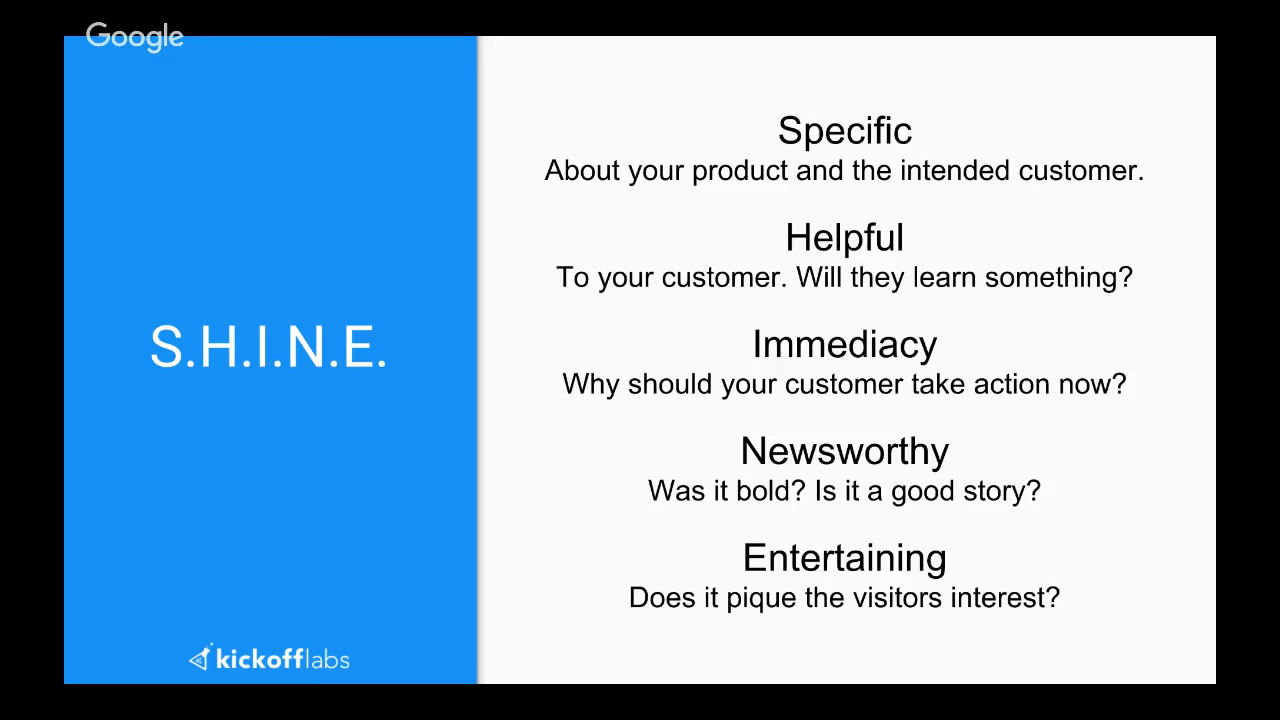 Google
S.H.I.N.E.
kickofflabs
Specific
About your product and the intended customer.
Helpful
To your customer. Will they learn something?
Immediacy
Why should your customer take action now?
Newsworthy
Was it bold? Is it a good story?
Entertaining
Does it pique the visitors interest?